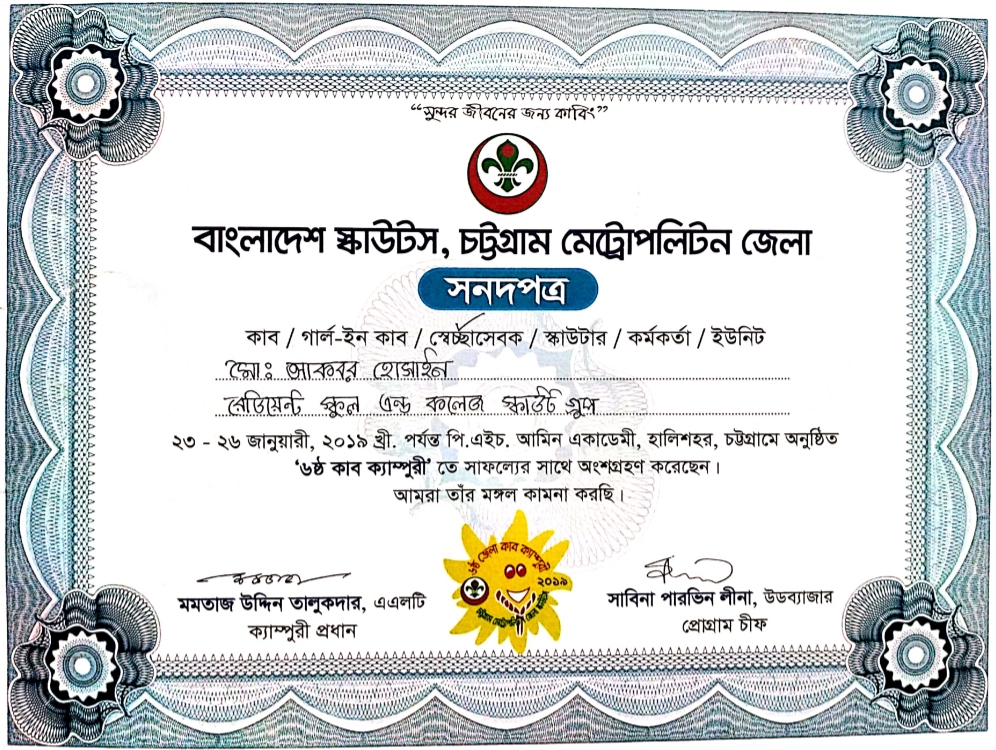 “সুন্দর জীবনের জন্য কাবিং”
বাংলাদেশ স্কাউটস, চট্টগ্রাম মেট্রোপলিটন জেলা
সনদপত্র
কাব / গার্ল-ইন কাব / স্বেচ্ছাসেবক / স্কাউটার / কর্মকর্তা / ইউনিট
মোঃ আকবর হোসাইন
রেডিয়েন্ট স্কুল এন্ড কলেজ স্কাউট গ্রুপ
২৩ - ২৬ জানুয়ারী, ২০১৯ খ্রী. পর্যন্ত পি.এইচ. আমিন একাডেমী, হালিশহর, চট্টগ্রামে অনুষ্ঠিত
‘৬ষ্ঠ কাব ক্যাম্পুরী’ তে সাফল্যের সাথে অংশগ্রহণ করেছেন।
আমরা তাঁর মঙ্গল কামনা করছি।
৬ষ্ঠ জেলা কাব ক্যাম্পুরী
২০১৯
মমতাজ উদ্দিন তালুকদার, এএলটি
ক্যাম্পুরী প্রধান
সাবিনা পারভিন লীনা, উডব্যাজার
প্রোগ্রাম চীফ